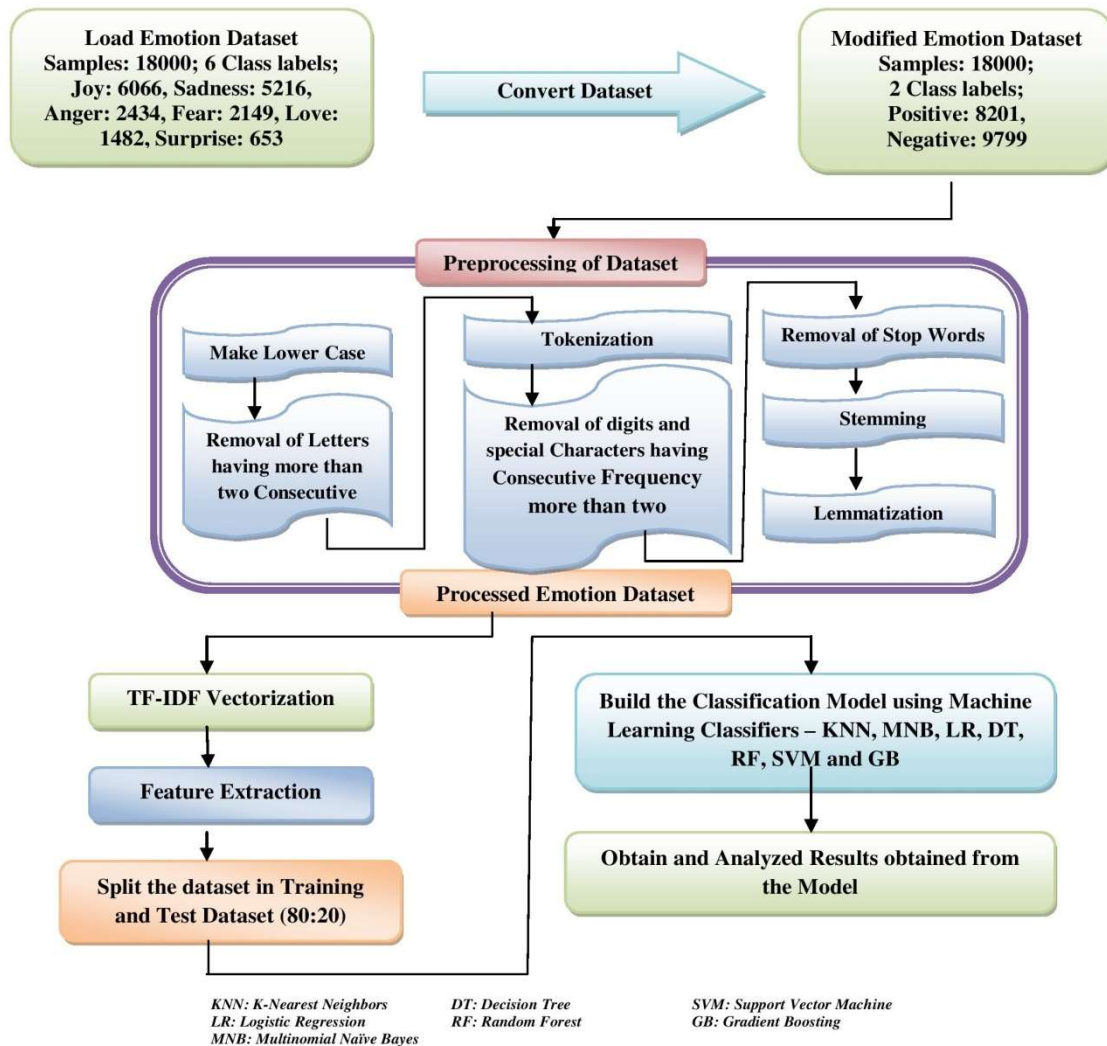 Load Emotion Dataset
Samples: 18000; 6 Class labels;
Joy: 6066, Sadness: 5216,
Anger: 2434, Fear: 2149, Love:
1482, Surprise: 653
Convert Dataset
Modified Emotion Dataset
Samples: 18000;
2 Class labels;
Positive: 8201,
Negative: 9799
Preprocessing of Dataset
Make Lower Case
Removal of Letters
having more than
two Consecutive
Tokenization
Removal of digits and
special Characters having
Consecutive Frequency
more than two
Removal of Stop Words
Stemming
Lemmatization
Processed Emotion Dataset
TF-IDF Vectorization
Feature Extraction
Split the dataset in Training
and Test Dataset (80:20)
Build the Classification Model using Machine
Learning Classifiers – KNN, MNB, LR, DT,
RF, SVM and GB
Obtain and Analyzed Results obtained from
the Model
KNN: K-Nearest Neighbors
LR: Logistic Regression
MNB: Multinomial Naïve Bayes
DT: Decision Tree
RF: Random Forest
SVM: Support Vector Machine
GB: Gradient Boosting